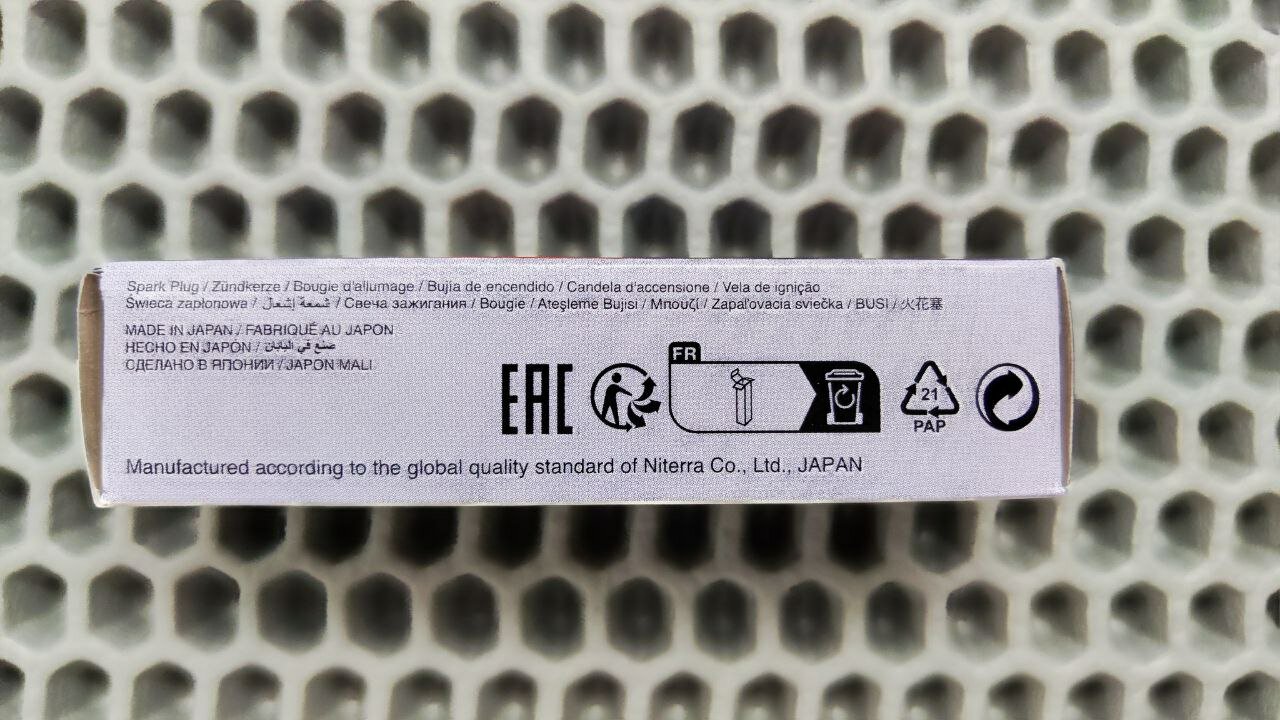 Spark Plug / Zündkerze / Bougie d'allumage / Bujía de encendido / Candela d'accensione / Vela de ignição
Świeca zapłonowa / شمعة إشعال / Свеча зажигания / Bougie / Ateşleme Bujisi / Μπουζί / Zapaľovacia sviečka / BUSI / 火花塞
MADE IN JAPAN / FABRIQUÉ AU JAPON
HECHO EN JAPÓN / صنع في اليابان
СДЕЛАНО В ЯПОНИИ / JAPON MALI
FR
EAC
21
PAP
Manufactured according to the global quality standard of Niterra Co., Ltd., JAPAN